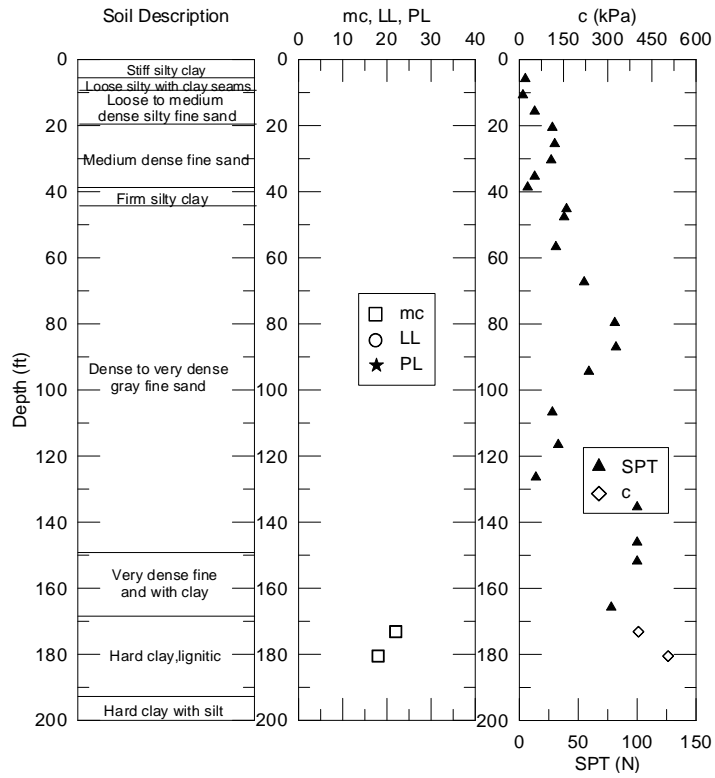 Soil Description
mc, LL, PL
c (kPa)
0 10 20 30 40
0 150 300 450 600
Depth (ft)
0
20
40
60
80
100
120
140
160
180
200
Stiff silty clay
Loose silty with clay seams
Loose to medium
dense silty fine sand
Medium dense fine sand
Firm silty clay
Dense to very dense
gray fine sand
Very dense fine
and with clay
Hard clay,lignitic
Hard clay with silt
0
20
40
60
80
100
120
140
160
180
200
mc
LL
PL
0
20
40
60
80
100
120
140
160
180
200
SPT
c
0 50 100 150
SPT (N)